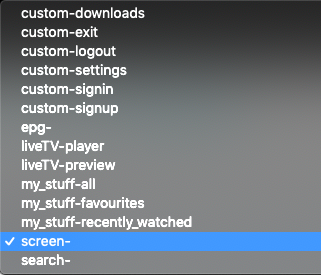 custom-downloads
custom-exit
custom-logout
custom-settings
custom-signin
custom-signup
epg-
liveTV-player
liveTV-preview
my_stuff-all
my_stuff-favourites
my_stuff-recently_watched
✓ screen-
search-